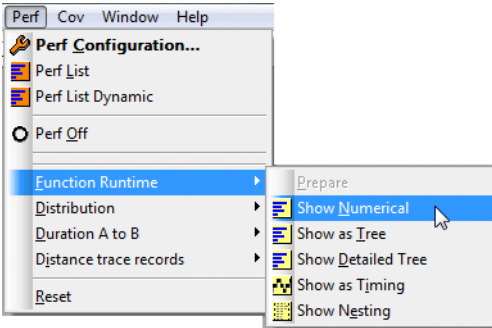 Perf Cov Window Help
Perf Configuration...
Perf List
Perf List Dynamic
Perf Off
Function Runtime
Distribution
Duration A to B
Distance trace records
Reset
Prepare
Show Numerical
Show as Tree
Show Detailed Tree
Show as Timing
Show Nesting